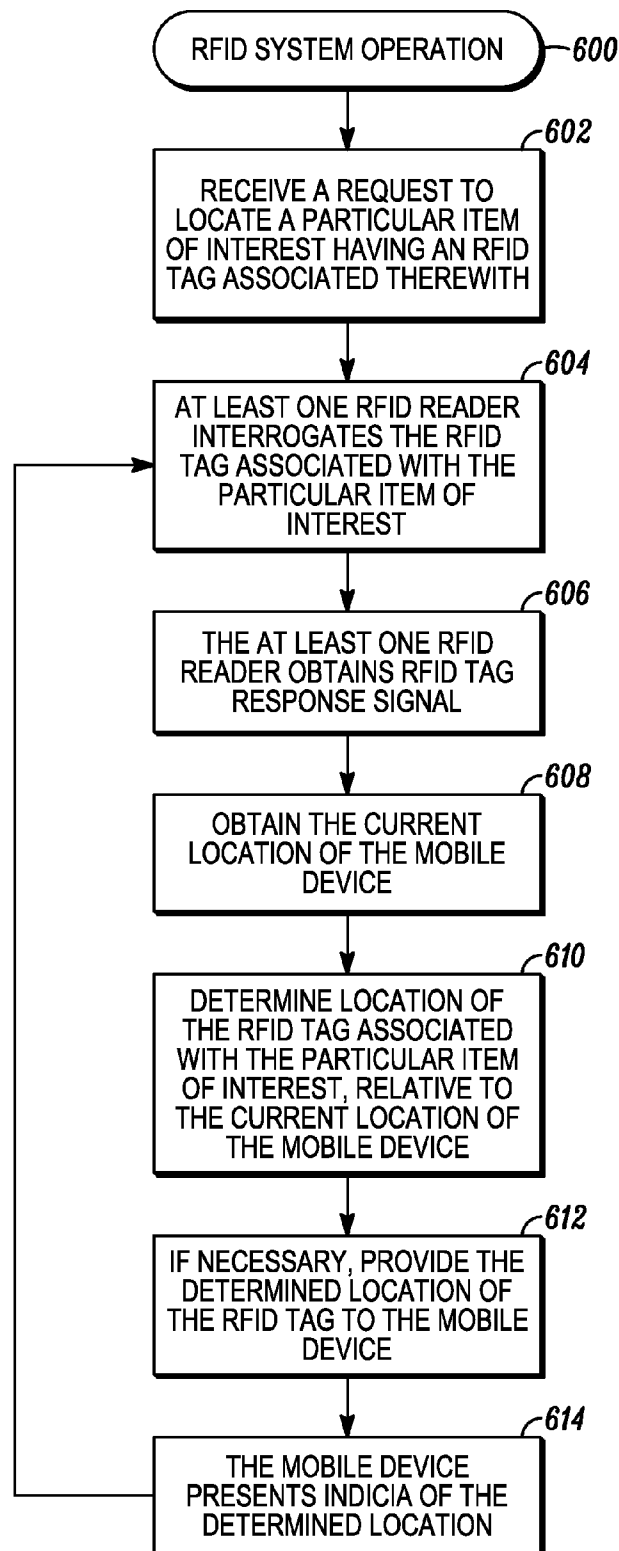 RFID SYSTEM OPERATION
600
602
RECEIVE A REQUEST TO
LOCATE A PARTICULAR ITEM
OF INTEREST HAVING AN RFID
TAG ASSOCIATED THEREWITH
604
AT LEAST ONE RFID READER
INTERROGATES THE RFID
TAG ASSOCIATED WITH THE
PARTICULAR ITEM OF
INTEREST
606
THE AT LEAST ONE RFID
READER OBTAINS RFID TAG
RESPONSE SIGNAL
608
OBTAIN THE CURRENT
LOCATION OF THE MOBILE
DEVICE
610
DETERMINE LOCATION OF
THE RFID TAG ASSOCIATED
WITH THE PARTICULAR ITEM
OF INTEREST, RELATIVE TO
THE CURRENT LOCATION OF
THE MOBILE DEVICE
612
IF NECESSARY, PROVIDE THE
DETERMINED LOCATION OF
THE RFID TAG TO THE MOBILE
DEVICE
614
THE MOBILE DEVICE
PRESENTS INDICIA OF THE
DETERMINED LOCATION